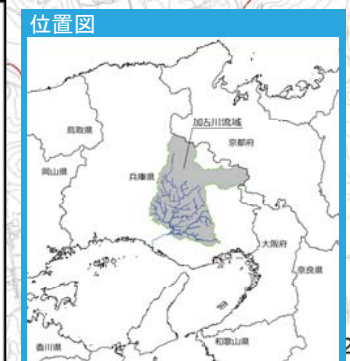 位置図
加古川流域
鳥取県
京都府
岡山県
兵庫県
大阪府
奈良県
香川県
和歌山県